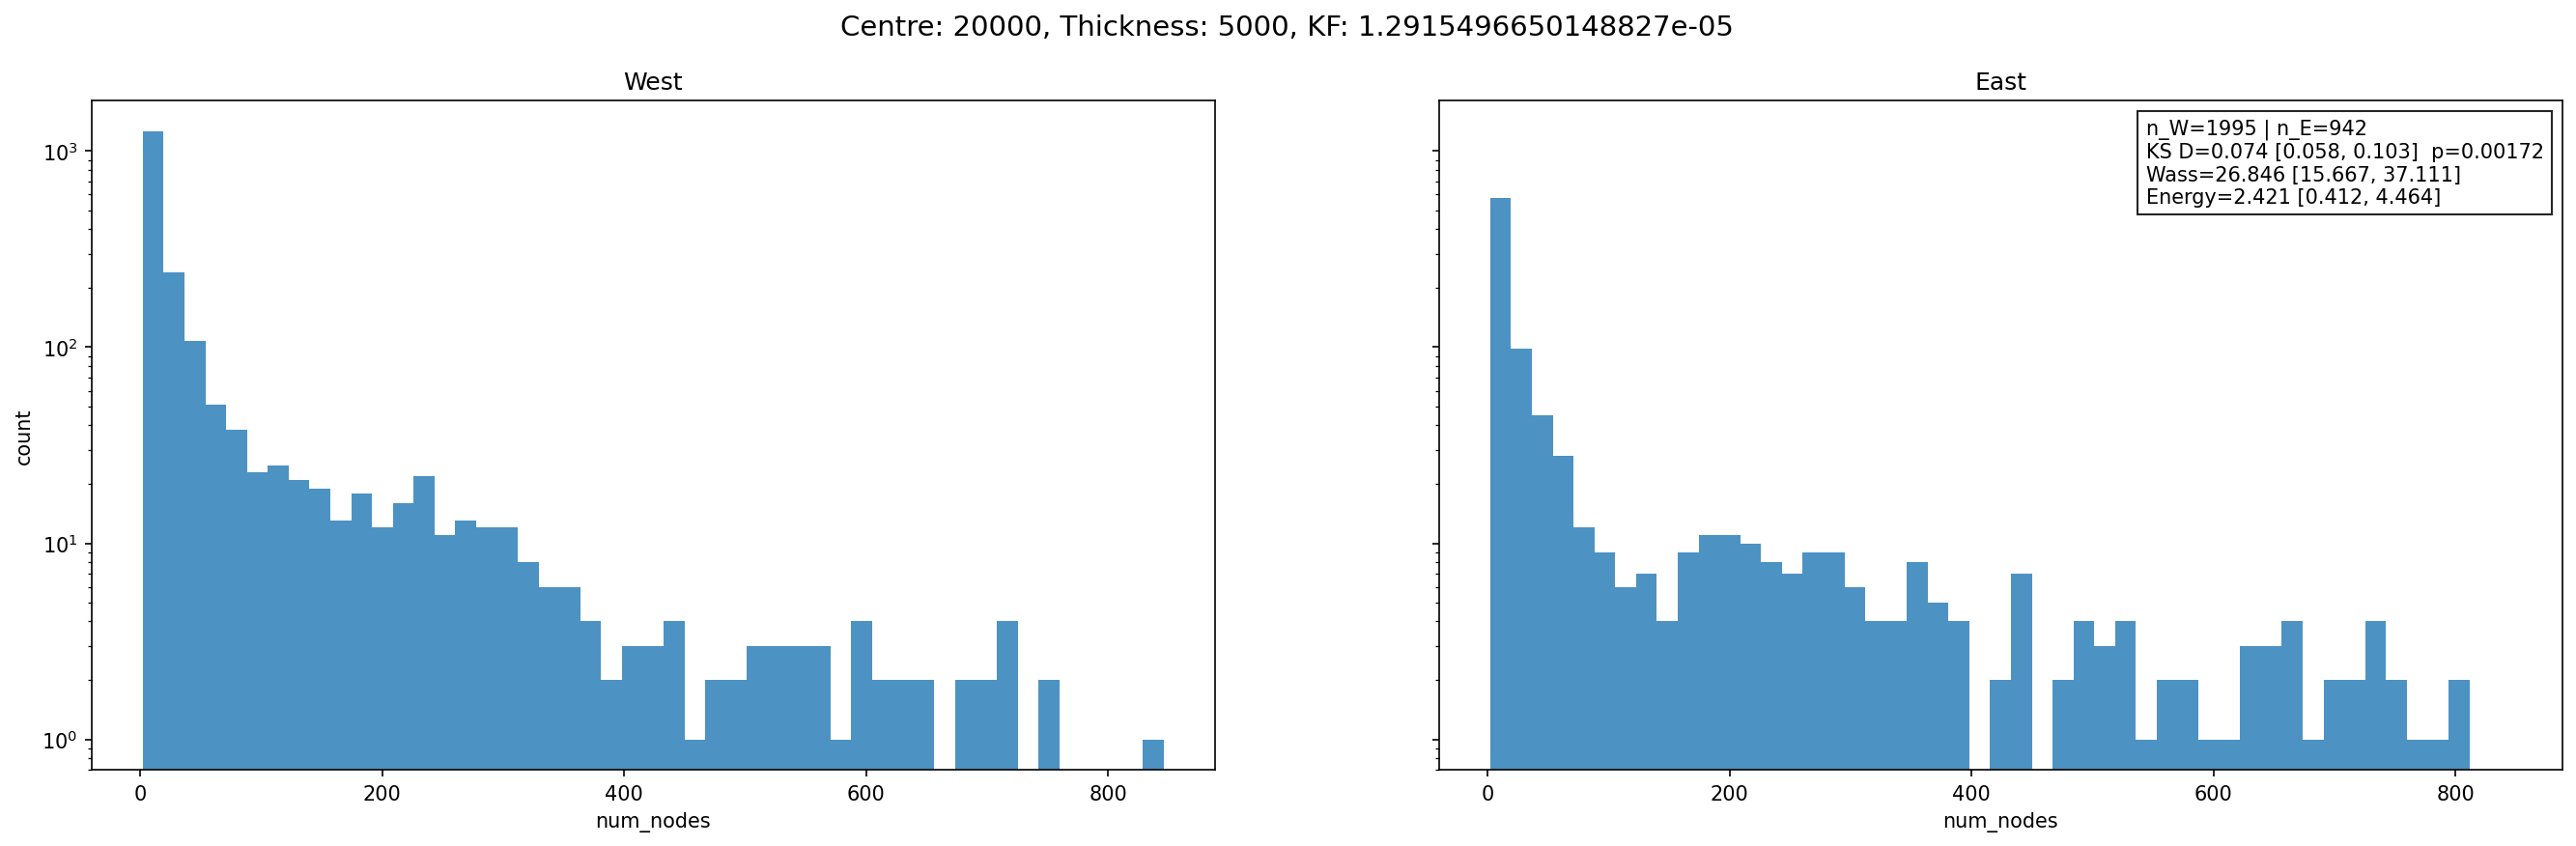 Centre: 20000, Thickness: 5000, KF: 1.2915496650148827e-05
West
East
n_W=1995 | n_E=942
KS D=0.074 [0.058, 0.103]  p=0.00172
Wass=26.846 [15.667, 37.111]
Energy=2.421 [0.412, 4.464]
10³
10²
10¹
10⁰
count
0 200 400 600 800
0 200 400 600 800
num_nodes
num_nodes